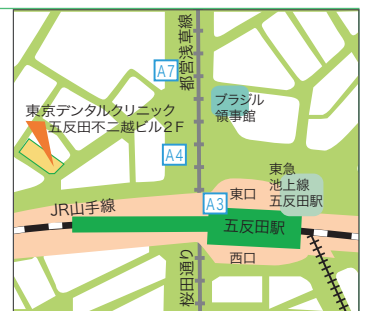 都営浅草線
A7
ブラジル
領事館
東京デンタルクリニック
五反田不二越ビル2F
A4
東急
池上線
五反田駅
東口
A3
JR山手線
五反田駅
西口
桜田通り